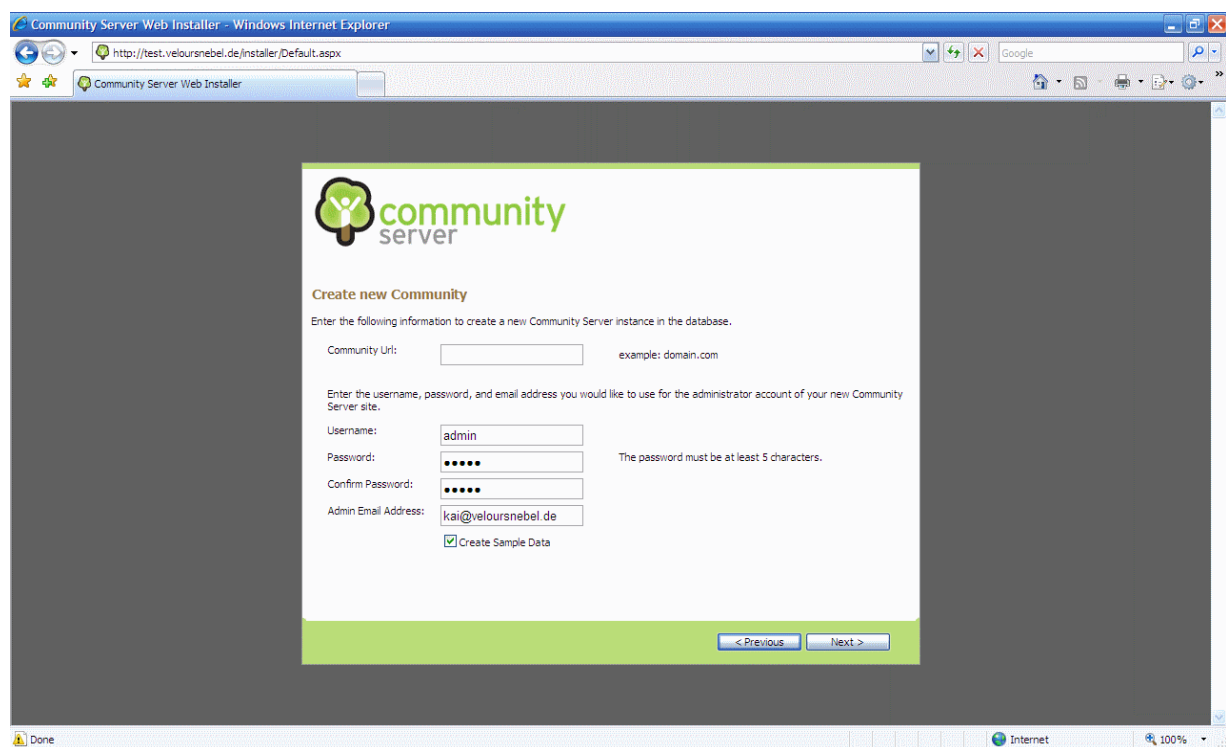 Community Server Web Installer - Windows Internet Explorer
http://test.veloursnebel.de/installer/Default.aspx
Google
Community Server Web Installer
»
community
server
Create new Community
Enter the following information to create a new Community Server instance in the database.
Community Url:
example: domain.com
Enter the username, password, and email address you would like to use for the administrator account of your new Community
Server site.
Username:
admin
Password:
•••••
The password must be at least 5 characters.
Confirm Password:
•••••
Admin Email Address:
kai@veloursnebel.de
Create Sample Data
< Previous
Next >
Done
Internet
100%